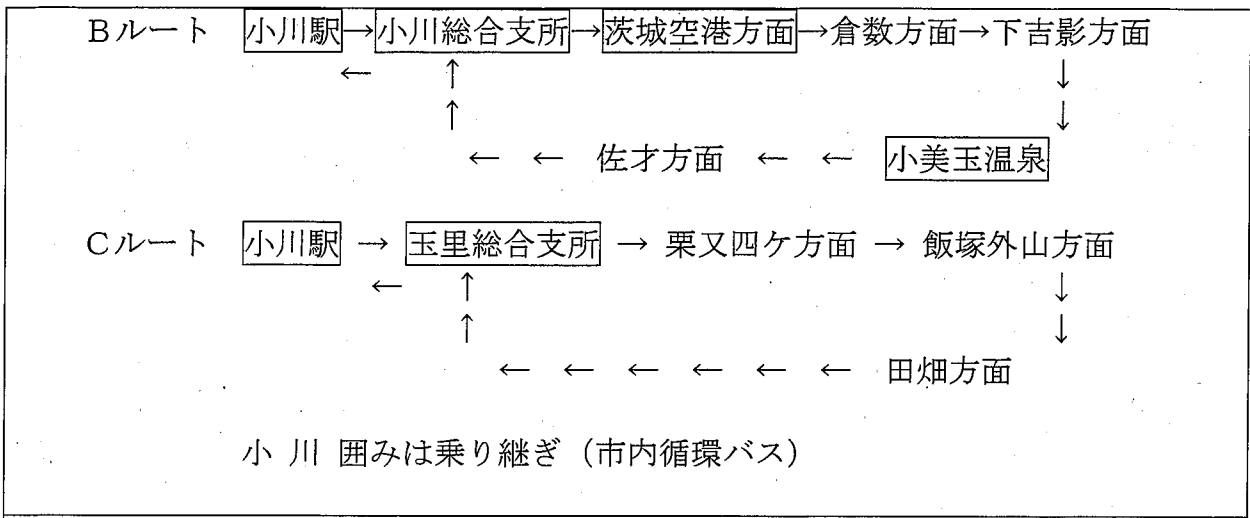 Bルート 小川駅→小川総合支所→茨城空港方面→倉数方面→下吉影方面
← ↑ ↓
↑ ↓
← ← 佐才方面 ← ← 小美玉温泉
Cルート 小川駅 → 玉里総合支所 → 栗又四ケ方面 → 飯塚外山方面
← ↑ ↓
↑ ↓
← ← ← ← ← ← 田畑方面
小 川 囲みは乗り継ぎ（市内循環バス）